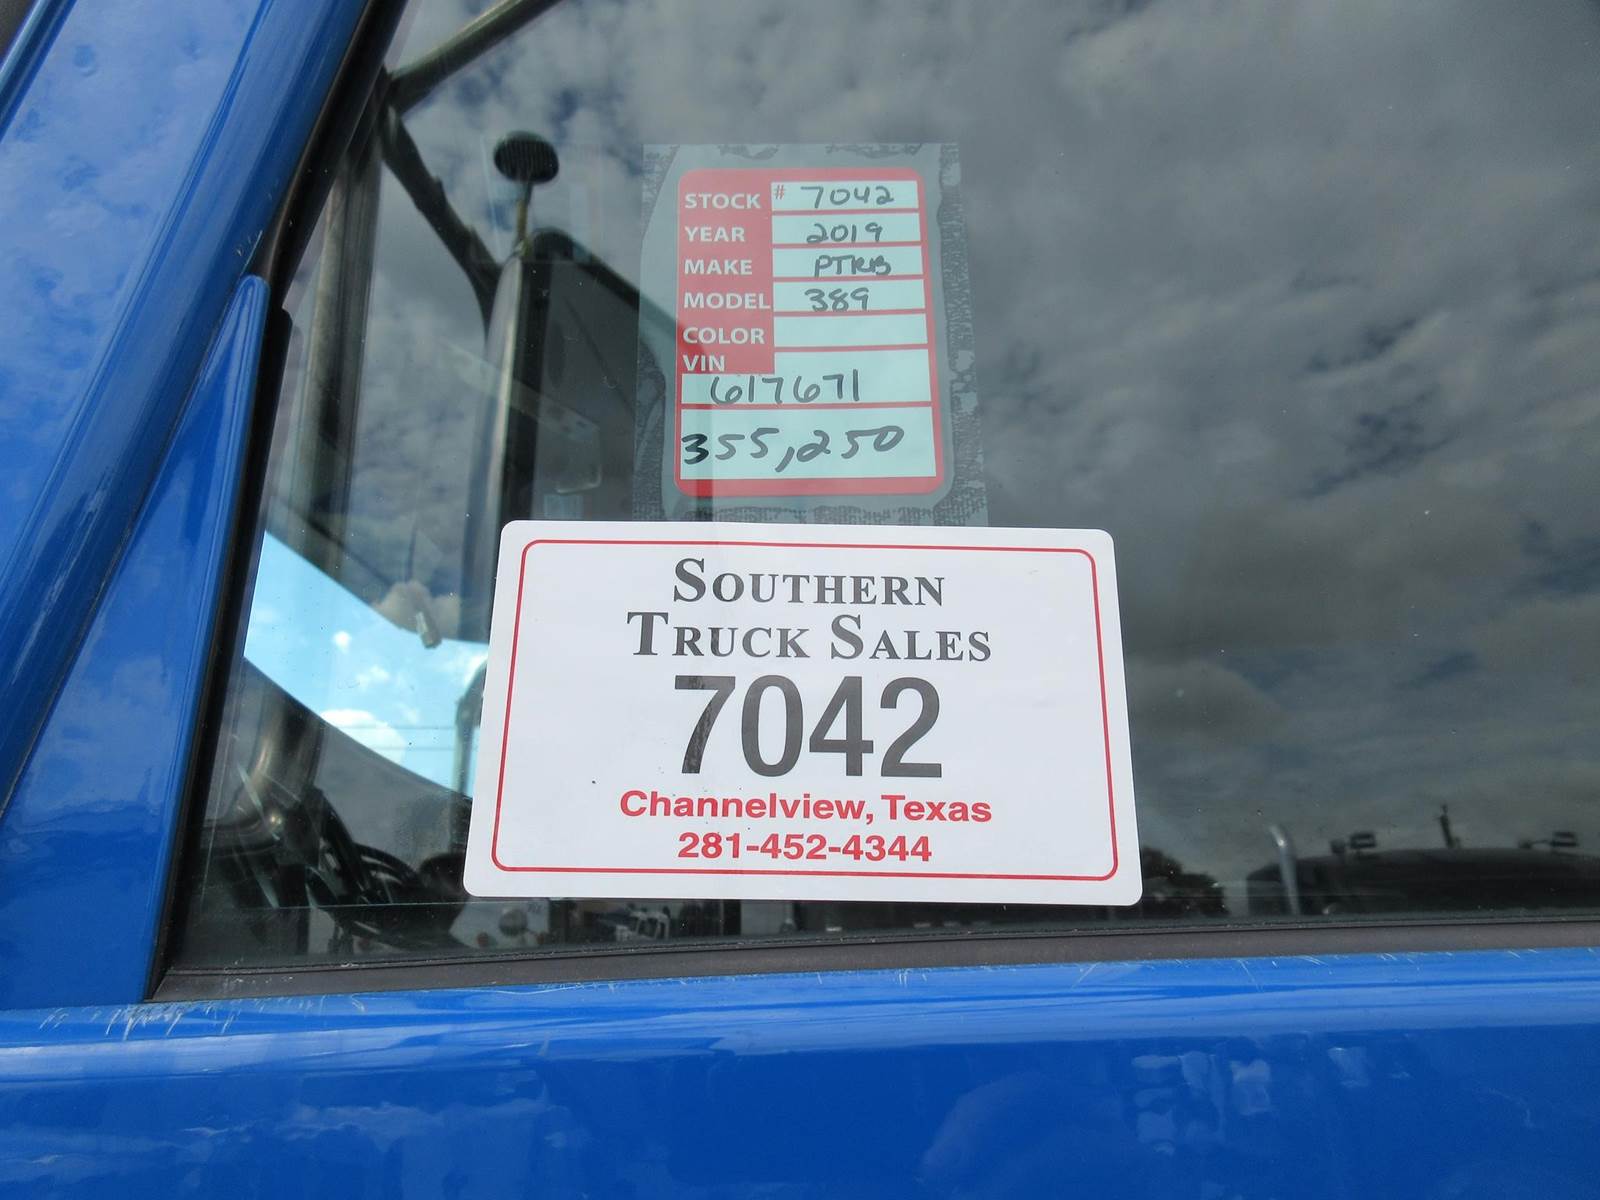 STOCK # 7042
YEAR 2019
MAKE PTRB
MODEL 389
COLOR
VIN
617671
355,250
SOUTHERN
TRUCK SALES
7042
Channelview, Texas
281-452-4344